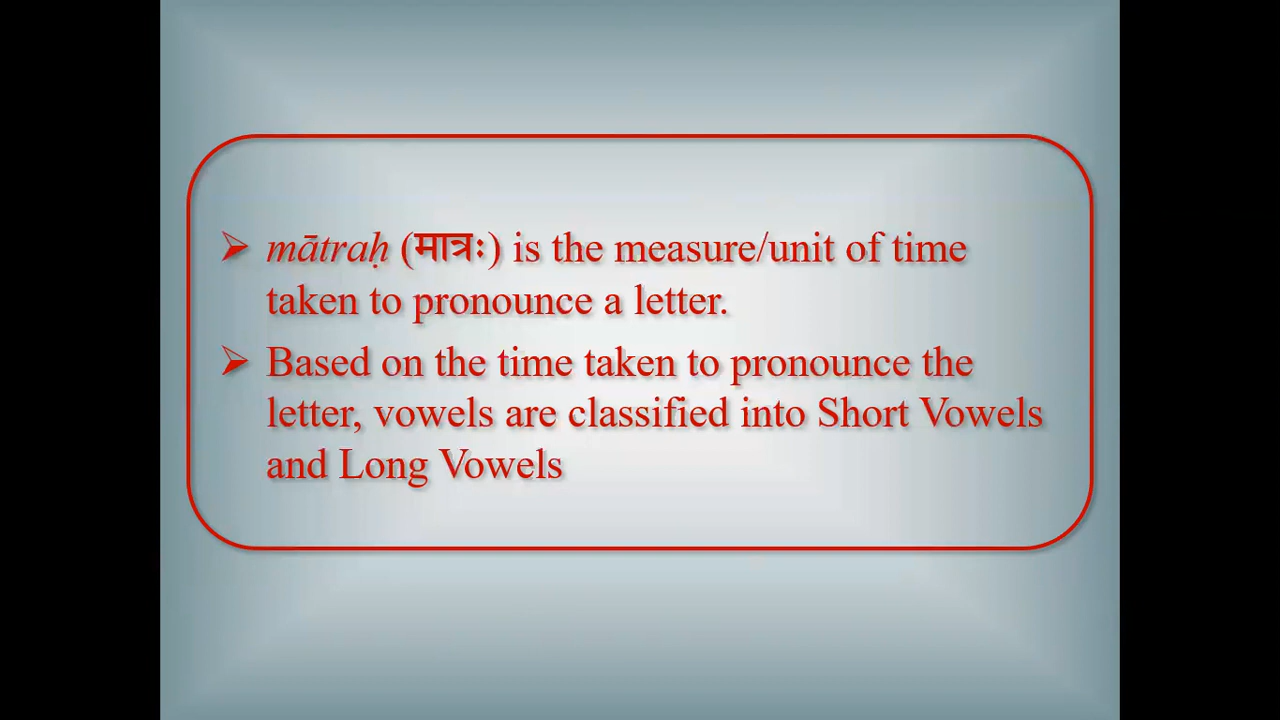 mātraḥ (मात्रः) is the measure/unit of time
taken to pronounce a letter.
Based on the time taken to pronounce the
letter, vowels are classified into Short Vowels
and Long Vowels